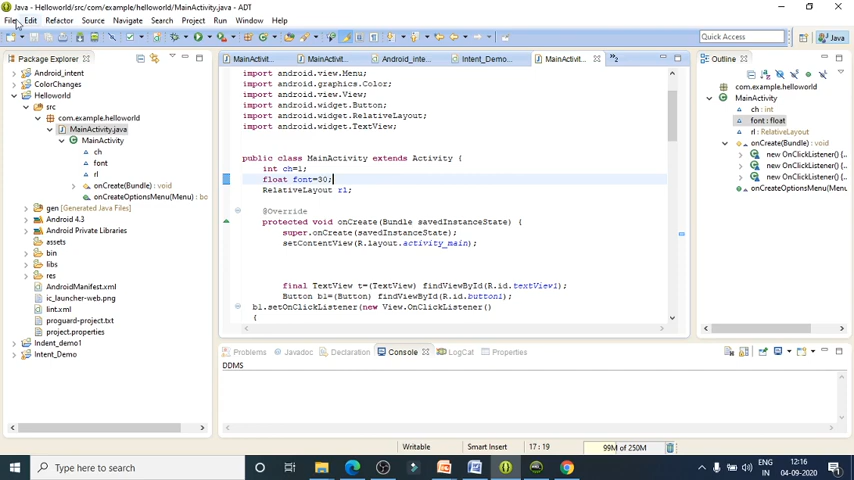 Java - Helloworld/src/com/example/helloworld/MainActivity.java - ADT
File Edit Refactor Source Navigate Search Project Run Window Help
Quick Access
Java
Package Explorer
Android_intent
ColorChanges
Helloworld
src
com.example.helloworld
MainActivity.java
MainActivity
ch
font
rl
onCreate(Bundle) : void
onCreateOptionsMenu(Menu) : bo
gen [Generated Java Files]
Android 4.3
Android Private Libraries
assets
bin
libs
res
AndroidManifest.xml
ic_launcher-web.png
lint.xml
proguard-project.txt
project.properties
Indent_demo1
Intent_Demo
MainActivit...
MainActivit...
Android_inte...
Intent_Demo...
MainActivit...
»2
import android.view.Menu;
import android.graphics.Color;
import android.view.View;
import android.widget.Button;
import android.widget.RelativeLayout;
import android.widget.TextView;
public class MainActivity extends Activity {
int ch=1;
float font=30;
RelativeLayout rl;
@Override
protected void onCreate(Bundle savedInstanceState) {
super.onCreate(savedInstanceState);
setContentView(R.layout.activity_main);
final TextView t=(TextView) findViewById(R.id.textView1);
Button b1=(Button) findViewById(R.id.button1);
b1.setOnClickListener(new View.OnClickListener()
{
Outline
com.example.helloworld
MainActivity
ch : int
font : float
rl : RelativeLayout
onCreate(Bundle) : void
new OnClickListener() {...}
new OnClickListener() {...}
new OnClickListener() {...}
onCreateOptionsMenu(Menu)
Problems Javadoc Declaration Console LogCat Properties
DDMS
Writable Smart Insert 17 : 19 99M of 250M
Type here to search
ENG
IN
12:16
04-09-2020